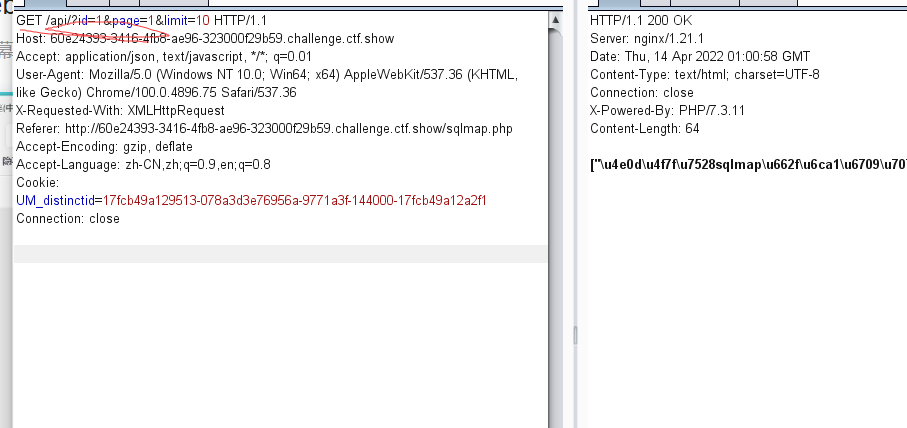 GET /api/?id=1&page=1&limit=10 HTTP/1.1
Host: 60e24393-3416-4fb8-ae96-323000f29b59.challenge.ctf.show
Accept: application/json, text/javascript, */*; q=0.01
User-Agent: Mozilla/5.0 (Windows NT 10.0; Win64; x64) AppleWebKit/537.36 (KHTML,
like Gecko) Chrome/100.0.4896.75 Safari/537.36
X-Requested-With: XMLHttpRequest
Referer: http://60e24393-3416-4fb8-ae96-323000f29b59.challenge.ctf.show/sqlmap.php
Accept-Encoding: gzip, deflate
Accept-Language: zh-CN,zh;q=0.9,en;q=0.8
Cookie:
UM_distinctid=17fcb49a129513-078a3d3e76956a-9771a3f-144000-17fcb49a12a2f1
Connection: close
HTTP/1.1 200 OK
Server: nginx/1.21.1
Date: Thu, 14 Apr 2022 01:00:58 GMT
Content-Type: text/html; charset=UTF-8
Connection: close
X-Powered-By: PHP/7.3.11
Content-Length: 64
["\u4e0d\u4f7f\u7528sqlmap\u662f\u6ca1\u6709\u70